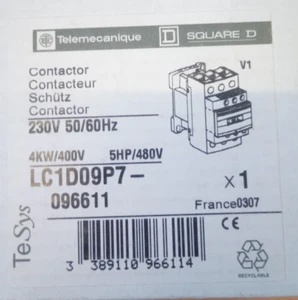 Telemecanique SQUARE D
Contactor V1
Contacteur
Schütz
Contactor
230V 50/60Hz
4KW/400V 5HP/480V
LC1D09P7-
096611 x 1
France0307
TeSys
RECYCLABLE
3 389110 966114